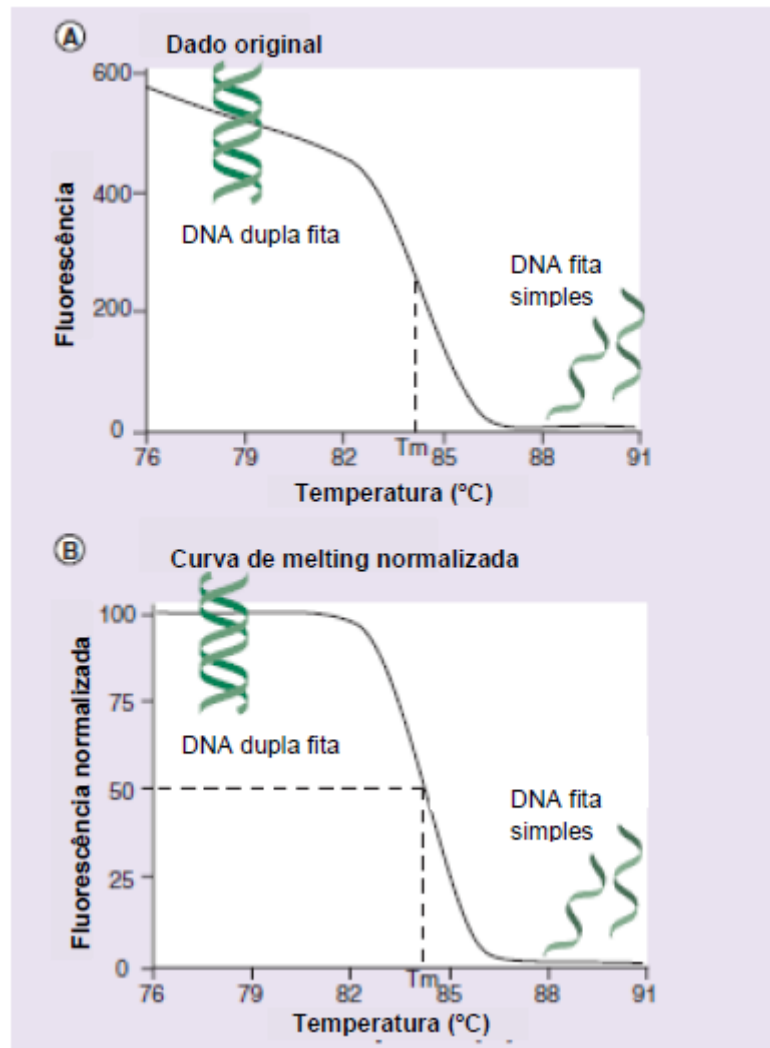 A
Dado original
600
400
200
0
Fluorescência
DNA dupla fita
DNA fita
simples
Tm
76
79
82
85
88
91
Temperatura (°C)
B
Curva de melting normalizada
100
75
50
25
0
Fluorescência normalizada
DNA dupla fita
DNA fita
simples
Tm
76
79
82
85
88
91
Temperatura (°C)